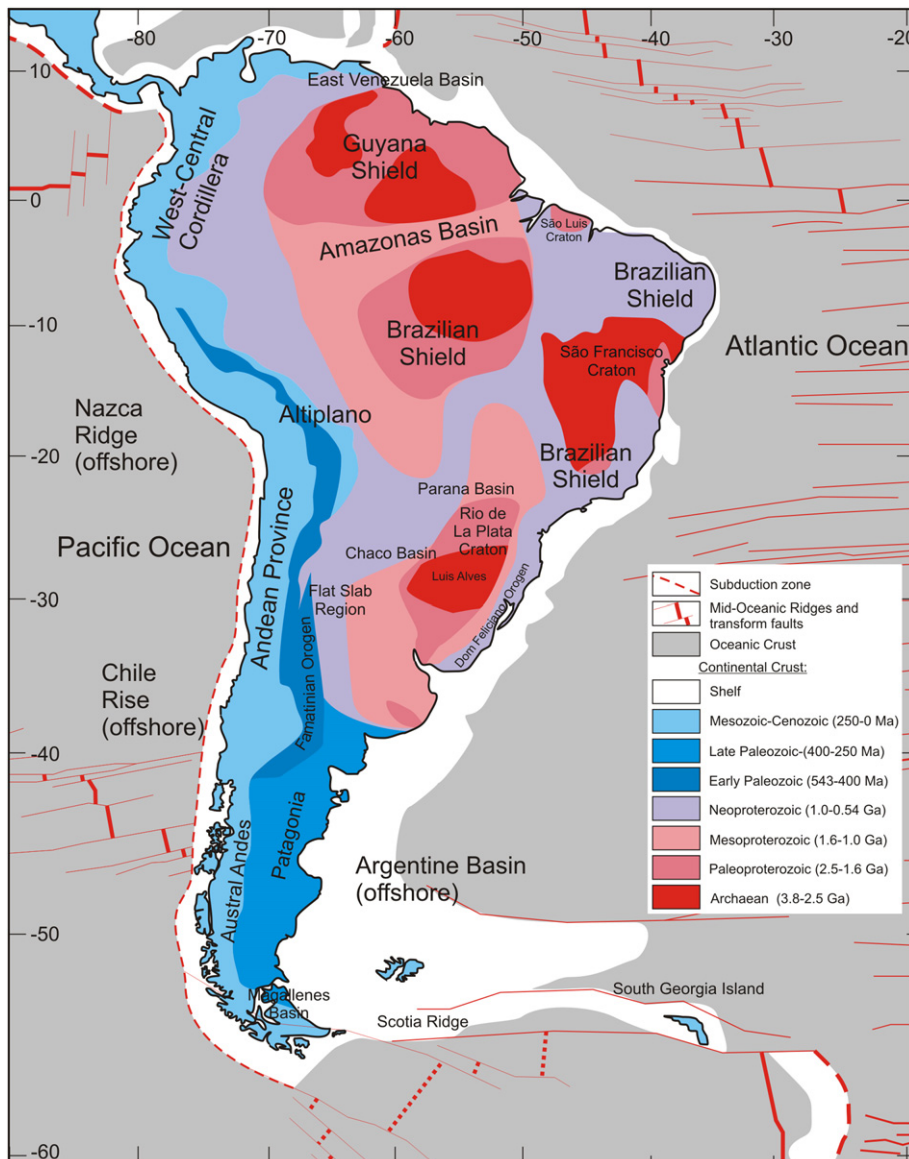 -80
-70
-60
-50
-40
-30
-20
10
0
-10
-20
-30
-40
-50
-60
East Venezuela Basin
Guyana
Shield
West-Central
Cordillera
Amazonas Basin
São Luis
Craton
Brazilian
Shield
Brazilian
Shield
São Francisco
Craton
Atlantic Ocean
Altiplano
Nazca
Ridge
(offshore)
Brazilian
Shield
Parana Basin
Rio de
La Plata
Craton
Pacific Ocean
Chaco Basin
Luis Alves
Flat Slab
Region
Andean Province
Famatinian Orogen
Dom Feliciano Orogen
Chile
Rise
(offshore)
Patagonia
Austral Andes
Argentine Basin
(offshore)
Magallenes
Basin
Scotia Ridge
South Georgia Island
Subduction zone
Mid-Oceanic Ridges and
transform faults
Oceanic Crust
Continental Crust:
Shelf
Mesozoic-Cenozoic (250-0 Ma)
Late Paleozoic-(400-250 Ma)
Early Paleozoic (543-400 Ma)
Neoproterozoic (1.0-0.54 Ga)
Mesoproterozoic (1.6-1.0 Ga)
Paleoproterozoic (2.5-1.6 Ga)
Archaean (3.8-2.5 Ga)